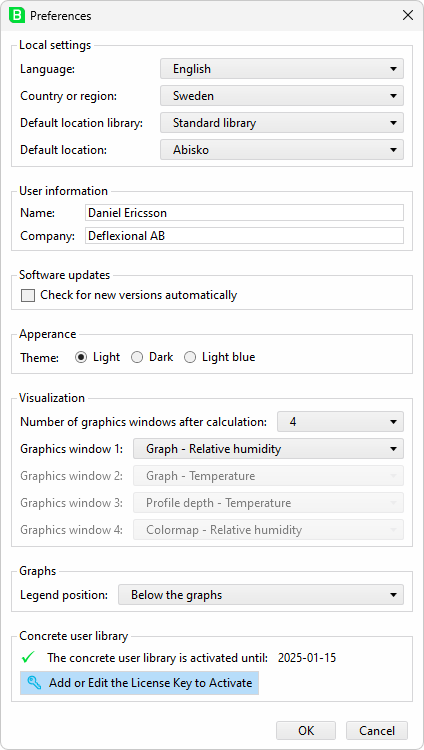 B Preferences
Local settings
Language: English
Country or region: Sweden
Default location library: Standard library
Default location: Abisko
User information
Name: Daniel Ericsson
Company: Deflexional AB
Software updates
Check for new versions automatically
Apperance
Theme: Light Dark Light blue
Visualization
Number of graphics windows after calculation: 4
Graphics window 1: Graph - Relative humidity
Graphics window 2: Graph - Temperature
Graphics window 3: Profile depth - Temperature
Graphics window 4: Colormap - Relative humidity
Graphs
Legend position: Below the graphs
Concrete user library
The concrete user library is activated until: 2025-01-15
Add or Edit the License Key to Activate
OK Cancel